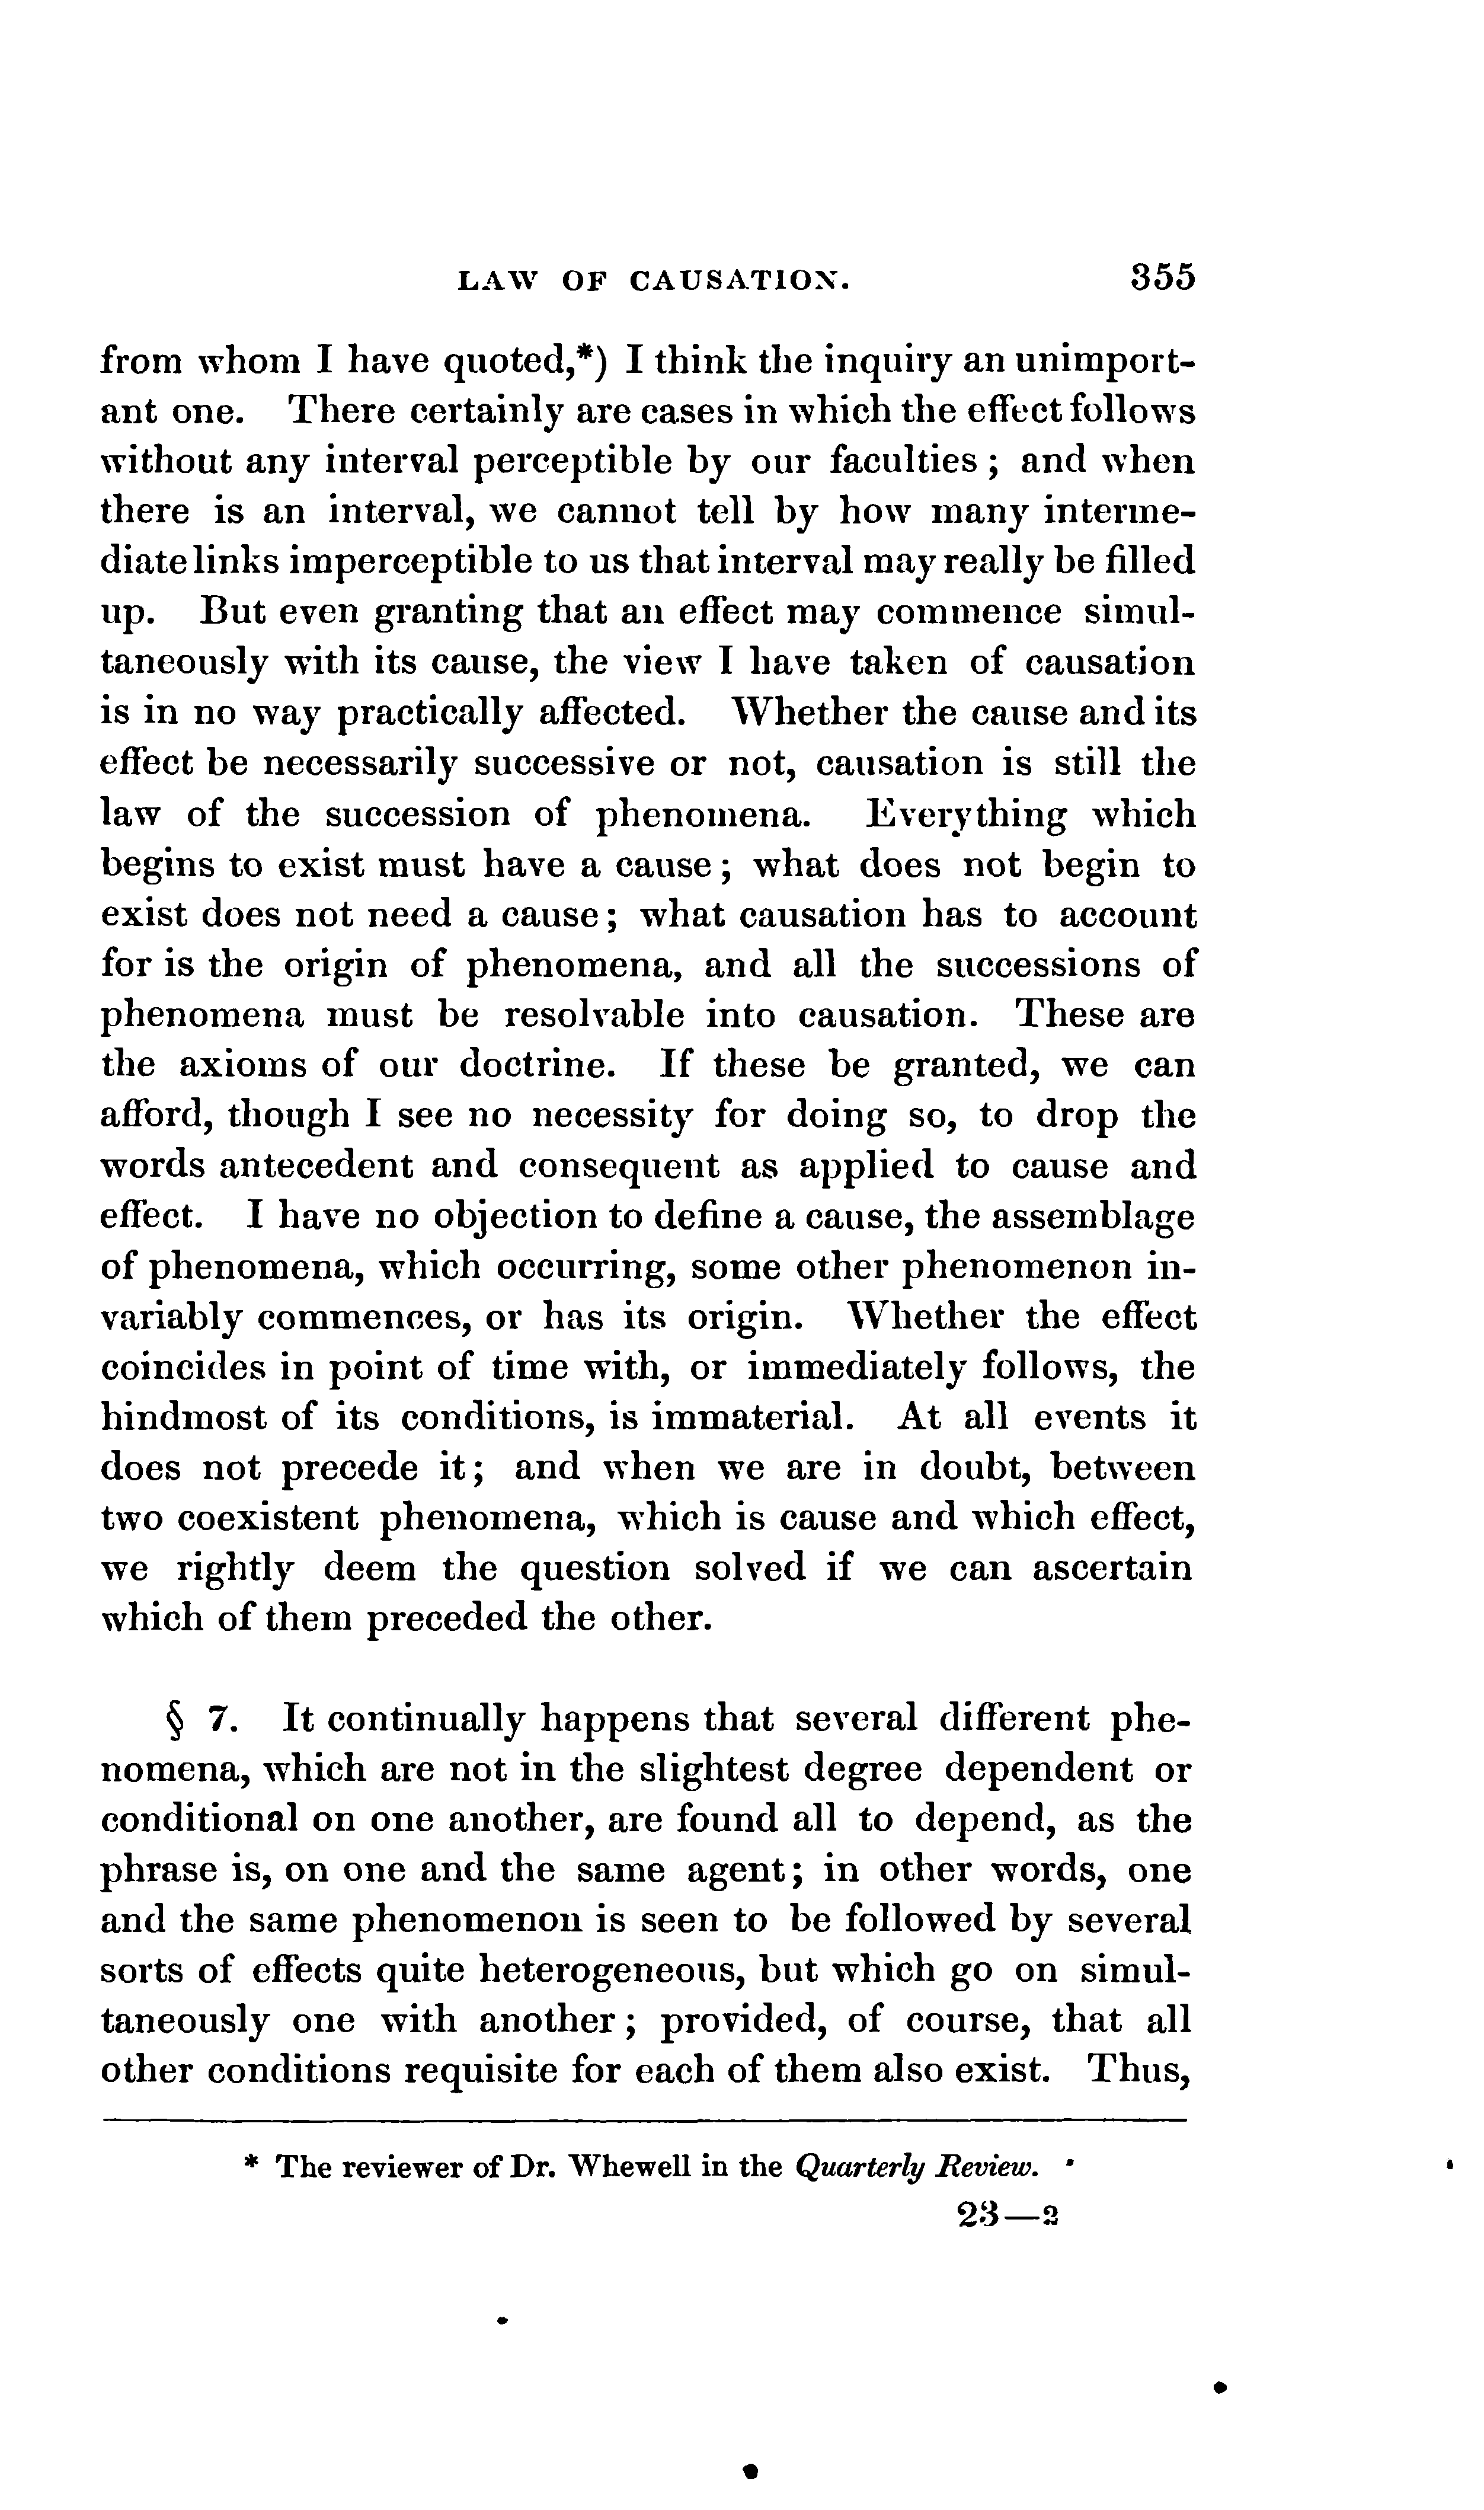 LAW OF CAUSATION. 355
from whom I have quoted,*) I think the inquiry an unimport-
ant one. There certainly are cases in which the effect follows
without any interval perceptible by our faculties; and when
there is an interval, we cannot tell by how many interme-
diate links imperceptible to us that interval may really be filled
up. But even granting that an effect may commence simul-
taneously with its cause, the view I have taken of causation
is in no way practically affected. Whether the cause and its
effect be necessarily successive or not, causation is still the
law of the succession of phenomena. Everything which
begins to exist must have a cause; what does not begin to
exist does not need a cause; what causation has to account
for is the origin of phenomena, and all the successions of
phenomena must be resolvable into causation. These are
the axioms of our doctrine. If these be granted, we can
afford, though I see no necessity for doing so, to drop the
words antecedent and consequent as applied to cause and
effect. I have no objection to define a cause, the assemblage
of phenomena, which occurring, some other phenomenon in-
variably commences, or has its origin. Whether the effect
coincides in point of time with, or immediately follows, the
hindmost of its conditions, is immaterial. At all events it
does not precede it; and when we are in doubt, between
two coexistent phenomena, which is cause and which effect,
we rightly deem the question solved if we can ascertain
which of them preceded the other.
§ 7. It continually happens that several different phe-
nomena, which are not in the slightest degree dependent or
conditional on one another, are found all to depend, as the
phrase is, on one and the same agent; in other words, one
and the same phenomenon is seen to be followed by several
sorts of effects quite heterogeneous, but which go on simul-
taneously one with another; provided, of course, that all
other conditions requisite for each of them also exist. Thus,
* The reviewer of Dr. Whewell in the Quarterly Review.
23—2